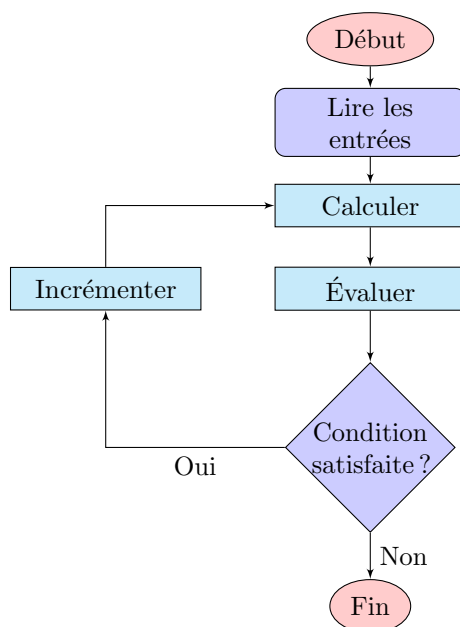 Début
Lire les
entrées
Calculer
Incrémenter
Évaluer
Condition
satisfaite ?
Oui
Non
Fin